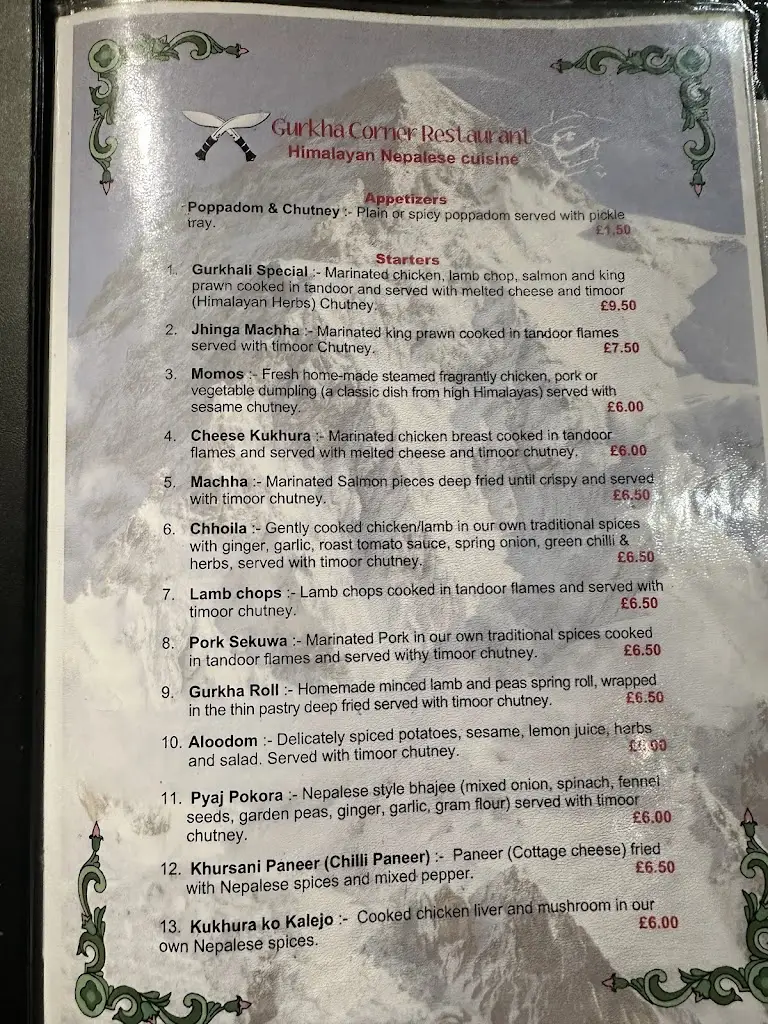 Gurkha Corner Restaurant
Himalayan Nepalese cuisine
Appetizers
Poppadom & Chutney :- Plain or spicy poppadom served with pickle
tray. £1.50
Starters
1. Gurkhali Special :- Marinated chicken, lamb chop, salmon and king
prawn cooked in tandoor and served with melted cheese and timoor
(Himalayan Herbs) Chutney. £9.50
2. Jhinga Machha :- Marinated king prawn cooked in tandoor flames
served with timoor Chutney. £7.50
3. Momos :- Fresh home-made steamed fragrantly chicken, pork or
vegetable dumpling (a classic dish from high Himalayas) served with
sesame chutney. £6.00
4. Cheese Kukhura :- Marinated chicken breast cooked in tandoor
flames and served with melted cheese and timoor chutney. £6.00
5. Machha :- Marinated Salmon pieces deep fried until crispy and served
with timoor chutney. £6.50
6. Chhoila :- Gently cooked chicken/lamb in our own traditional spices
with ginger, garlic, roast tomato sauce, spring onion, green chilli &
herbs, served with timoor chutney. £6.50
7. Lamb chops :- Lamb chops cooked in tandoor flames and served with
timoor chutney. £6.50
8. Pork Sekuwa :- Marinated Pork in our own traditional spices cooked
in tandoor flames and served withy timoor chutney. £6.50
9. Gurkha Roll :- Homemade minced lamb and peas spring roll, wrapped
in the thin pastry deep fried served with timoor chutney. £6.50
10. Aloodom :- Delicately spiced potatoes, sesame, lemon juice, herbs
and salad. Served with timoor chutney.
11. Pyaj Pokora :- Nepalese style bhajee (mixed onion, spinach, fennel
seeds, garden peas, ginger, garlic, gram flour) served with timoor
chutney. £6.00
12. Khursani Paneer (Chilli Paneer) :- Paneer (Cottage cheese) fried
with Nepalese spices and mixed pepper. £6.50
13. Kukhura ko Kalejo :- Cooked chicken liver and mushroom in our
own Nepalese spices. £6.00